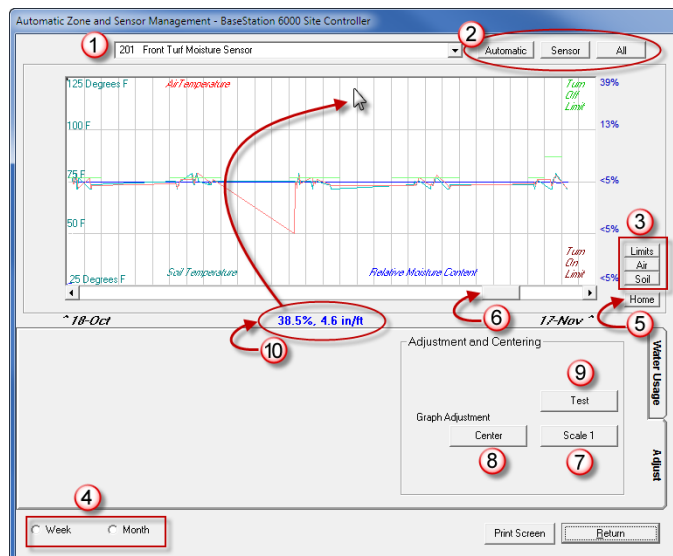 Automatic Zone and Sensor Management - BaseStation 6000 Site Controller
1
201 Front Turf Moisture Sensor
2
Automatic
Sensor
All
125 Degrees F
AirTemperature
Turn
Off
Limit
39%
100 F
13%
75 F
<5%
50 F
<5%
3
Limits
Air
Soil
25 Degrees F
Soil Temperature
Relative Moisture Content
Turn
On
Limit
<5%
Home
^18-Oct
38.5%, 4.6 in/ft
6
17-Nov ^
5
10
Adjustment and Centering
Water Usage
9
Test
Graph Adjustment
Center
Scale 1
8
7
Adjust
4
Week
Month
Print Screen
Return